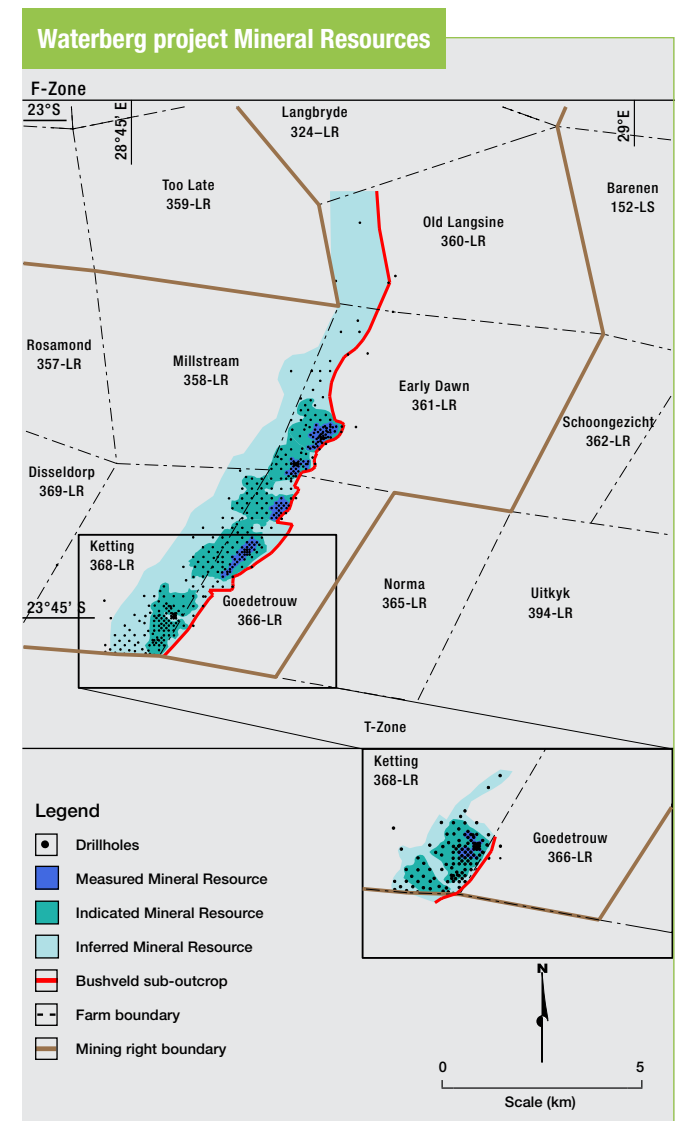 Waterberg project Mineral Resources
F-Zone
23°S
28°45' E
29°E
Langbryde
324–LR
Too Late
359-LR
Barenen
152-LS
Old Langsine
360-LR
Rosamond
357-LR
Millstream
358-LR
Early Dawn
361-LR
Schoongezicht
362-LR
Disseldorp
369-LR
Ketting
368-LR
Norma
365-LR
Uitkyk
394-LR
Goedetrouw
366-LR
23°45' S
T-Zone
Ketting
368-LR
Goedetrouw
366-LR
Legend
Drillholes
Measured Mineral Resource
Indicated Mineral Resource
Inferred Mineral Resource
Bushveld sub-outcrop
Farm boundary
Mining right boundary
N
0 5
Scale (km)